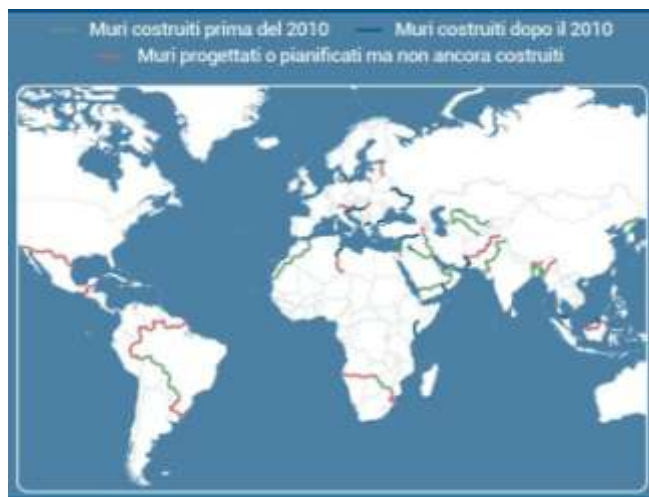 Muri costruiti prima del 2010 Muri costruiti dopo il 2010
Muri progettati o pianificati ma non ancora costruiti